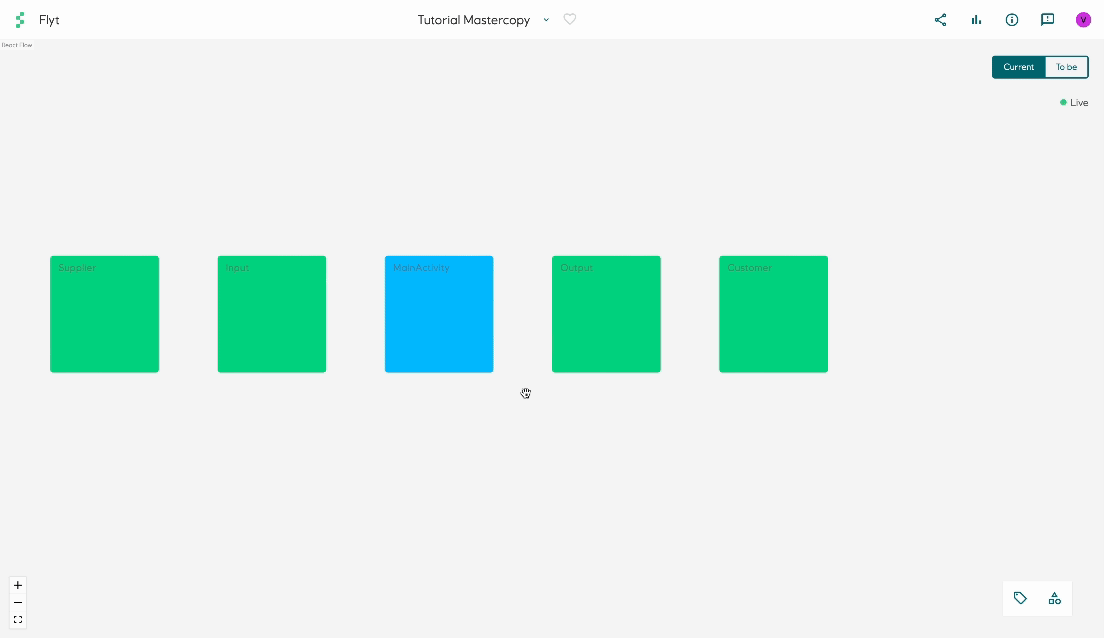 Flyt
Tutorial Mastercopy
V
React Flow
Current
To be
Live
Supplier
Input
MainActivity
Output
Customer